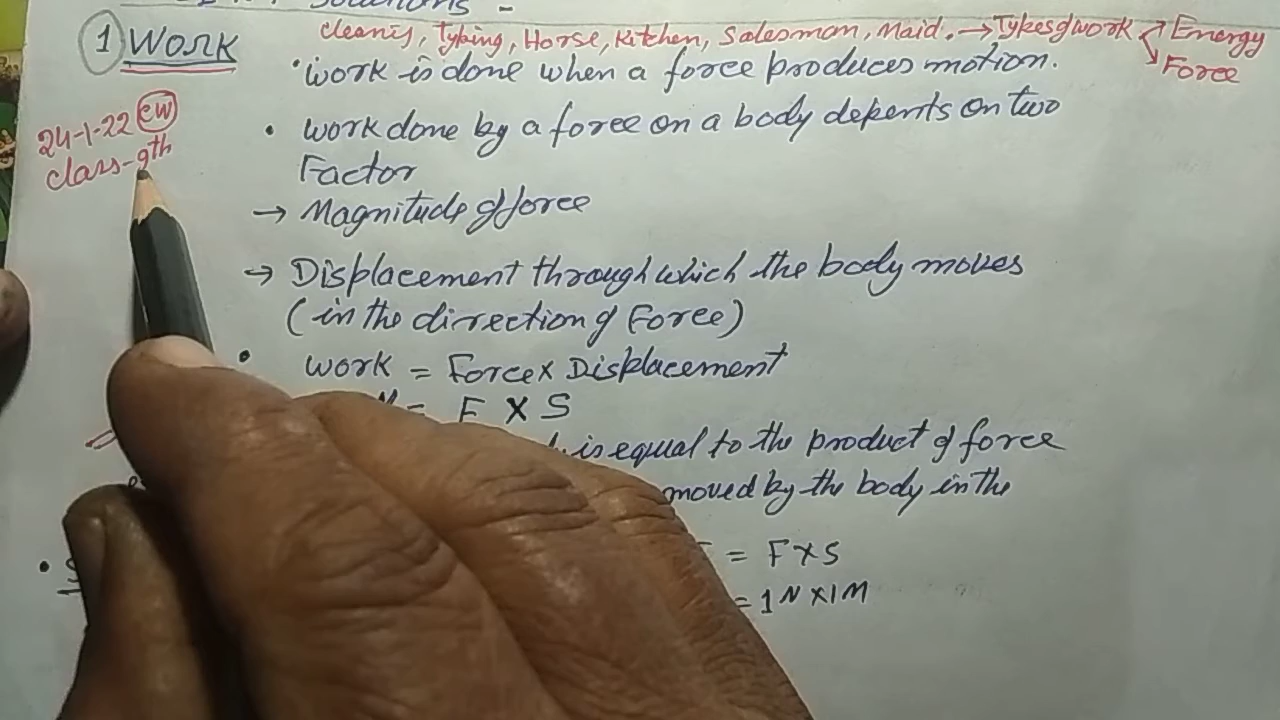 Solutions -
1 WORK
cleanig, Typing, Horse, Kitchen, Salesman, Maid. → Types of work Energy
Force
• work is done when a force produces motion.
24-1-22 CW
class-9th
• work done by a force on a body depents on two
Factor
→ Magnitude of force
→ Displacement through which the body moves
(in the direction of Force)
• work = Force x Displacement
= F X S
is equal to the product of force
moved by the body in the
= F X S
= 1N X 1M